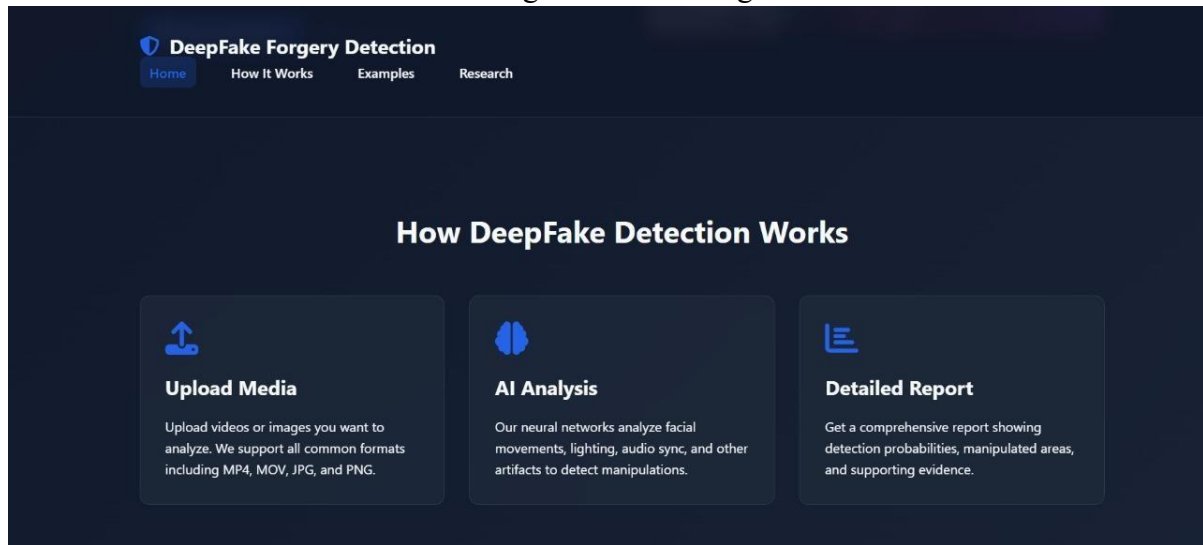 DeepFake Forgery Detection
Home How It Works Examples Research
How DeepFake Detection Works
Upload Media
Upload videos or images you want to
analyze. We support all common formats
including MP4, MOV, JPG, and PNG.
AI Analysis
Our neural networks analyze facial
movements, lighting, audio sync, and other
artifacts to detect manipulations.
Detailed Report
Get a comprehensive report showing
detection probabilities, manipulated areas,
and supporting evidence.